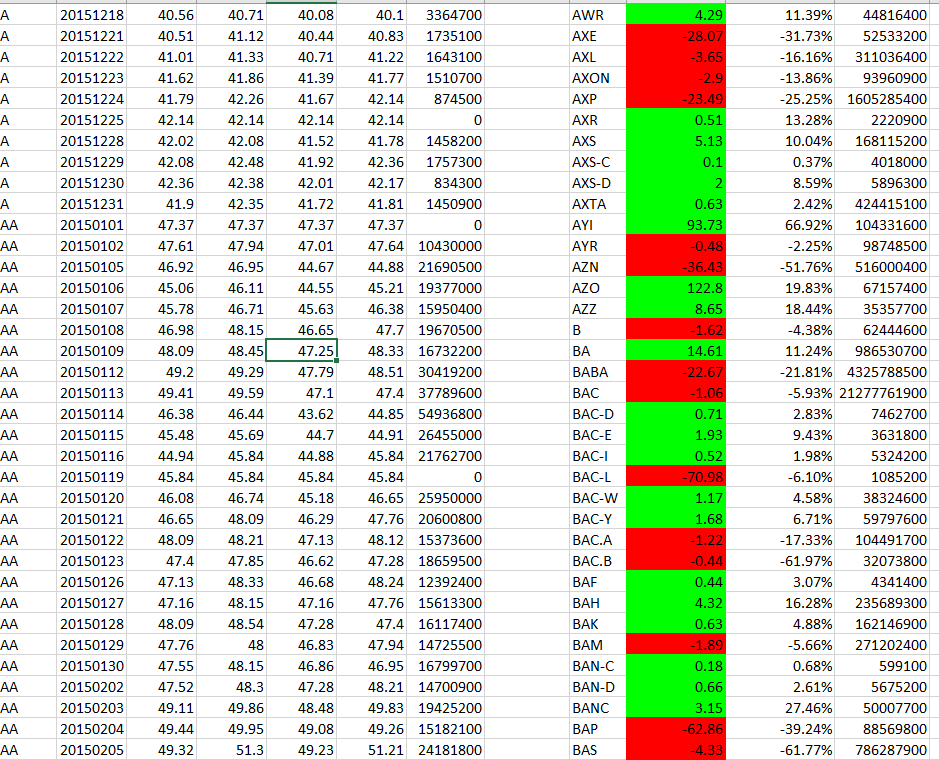 A 20151218 40.56 40.71 40.08 40.1 3364700 AWR 4.29 11.39% 44816400
A 20151221 40.51 41.12 40.44 40.83 1735100 AXE -28.07 -31.73% 52533200
A 20151222 41.01 41.33 40.71 41.22 1643100 AXL -3.65 -16.16% 311036400
A 20151223 41.62 41.86 41.39 41.77 1510700 AXON -2.9 -13.86% 93960900
A 20151224 41.79 42.26 41.67 42.14 874500 AXP -23.49 -25.25% 1605285400
A 20151225 42.14 42.14 42.14 42.14 0 AXR 0.51 13.28% 2220900
A 20151228 42.02 42.08 41.52 41.78 1458200 AXS 5.13 10.04% 168115200
A 20151229 42.08 42.48 41.92 42.36 1757300 AXS-C 0.1 0.37% 4018000
A 20151230 42.36 42.38 42.01 42.17 834300 AXS-D 2 8.59% 5896300
A 20151231 41.9 42.35 41.72 41.81 1450900 AXTA 0.63 2.42% 424415100
AA 20150101 47.37 47.37 47.37 47.37 0 AYI 93.73 66.92% 104331600
AA 20150102 47.61 47.94 47.01 47.64 10430000 AYR -0.48 -2.25% 98748500
AA 20150105 46.92 46.95 44.67 44.88 21690500 AZN -36.43 -51.76% 516000400
AA 20150106 45.06 46.11 44.55 45.21 19377000 AZO 122.8 19.83% 67157400
AA 20150107 45.78 46.71 45.63 46.38 15950400 AZZ 8.65 18.44% 35357700
AA 20150108 46.98 48.15 46.65 47.7 19670500 B -1.62 -4.38% 62444600
AA 20150109 48.09 48.45 47.25 48.33 16732200 BA 14.61 11.24% 986530700
AA 20150112 49.2 49.29 47.79 48.51 30419200 BABA -22.67 -21.81% 4325788500
AA 20150113 49.41 49.59 47.1 47.4 37789600 BAC -1.06 -5.93% 21277761900
AA 20150114 46.38 46.44 43.62 44.85 54936800 BAC-D 0.71 2.83% 7462700
AA 20150115 45.48 45.69 44.7 44.91 26455000 BAC-E 1.93 9.43% 3631800
AA 20150116 44.94 45.84 44.88 45.84 21762700 BAC-I 0.52 1.98% 5324200
AA 20150119 45.84 45.84 45.84 45.84 0 BAC-L -70.98 -6.10% 1085200
AA 20150120 46.08 46.74 45.18 46.65 25950000 BAC-W 1.17 4.58% 38324600
AA 20150121 46.65 48.09 46.29 47.76 20600800 BAC-Y 1.68 6.71% 59797600
AA 20150122 48.09 48.21 47.13 48.12 15373600 BAC.A -1.22 -17.33% 104491700
AA 20150123 47.4 47.85 46.62 47.28 18659500 BAC.B -0.44 -61.97% 32073800
AA 20150126 47.13 48.33 46.68 48.24 12392400 BAF 0.44 3.07% 4341400
AA 20150127 47.16 48.15 47.16 47.76 15613300 BAH 4.32 16.28% 235689300
AA 20150128 48.09 48.54 47.28 47.4 16117400 BAK 0.63 4.88% 162146900
AA 20150129 47.76 48 46.83 47.94 14725500 BAM -1.89 -5.66% 271202400
AA 20150130 47.55 48.15 46.86 46.95 16799700 BAN-C 0.18 0.68% 599100
AA 20150202 47.52 48.3 47.28 48.21 14700900 BAN-D 0.66 2.61% 5675200
AA 20150203 49.11 49.86 48.48 49.83 19425200 BANC 3.15 27.46% 50007700
AA 20150204 49.44 49.95 49.08 49.26 15182100 BAP -62.86 -39.24% 88569800
AA 20150205 49.32 51.3 49.23 51.21 24181800 BAS -4.33 -61.77% 786287900